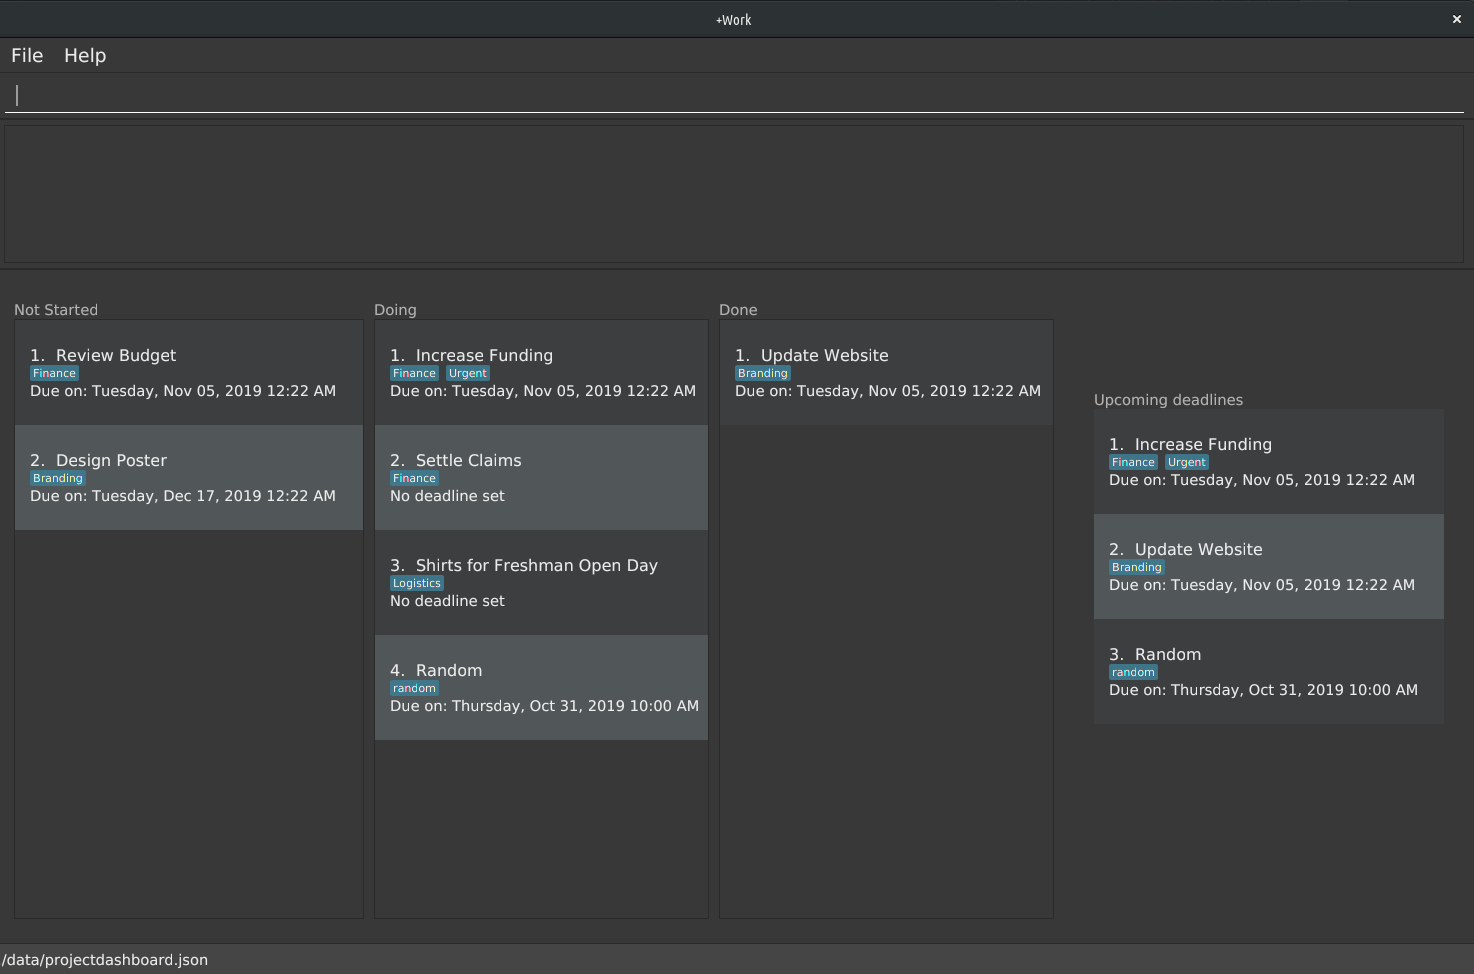 +Work
File Help
Not Started
1. Review Budget
Finance
Due on: Tuesday, Nov 05, 2019 12:22 AM
2. Design Poster
Branding
Due on: Tuesday, Dec 17, 2019 12:22 AM
Doing
1. Increase Funding
Finance Urgent
Due on: Tuesday, Nov 05, 2019 12:22 AM
2. Settle Claims
Finance
No deadline set
3. Shirts for Freshman Open Day
Logistics
No deadline set
4. Random
random
Due on: Thursday, Oct 31, 2019 10:00 AM
Done
1. Update Website
Branding
Due on: Tuesday, Nov 05, 2019 12:22 AM
Upcoming deadlines
1. Increase Funding
Finance Urgent
Due on: Tuesday, Nov 05, 2019 12:22 AM
2. Update Website
Branding
Due on: Tuesday, Nov 05, 2019 12:22 AM
3. Random
random
Due on: Thursday, Oct 31, 2019 10:00 AM
/data/projectdashboard.json